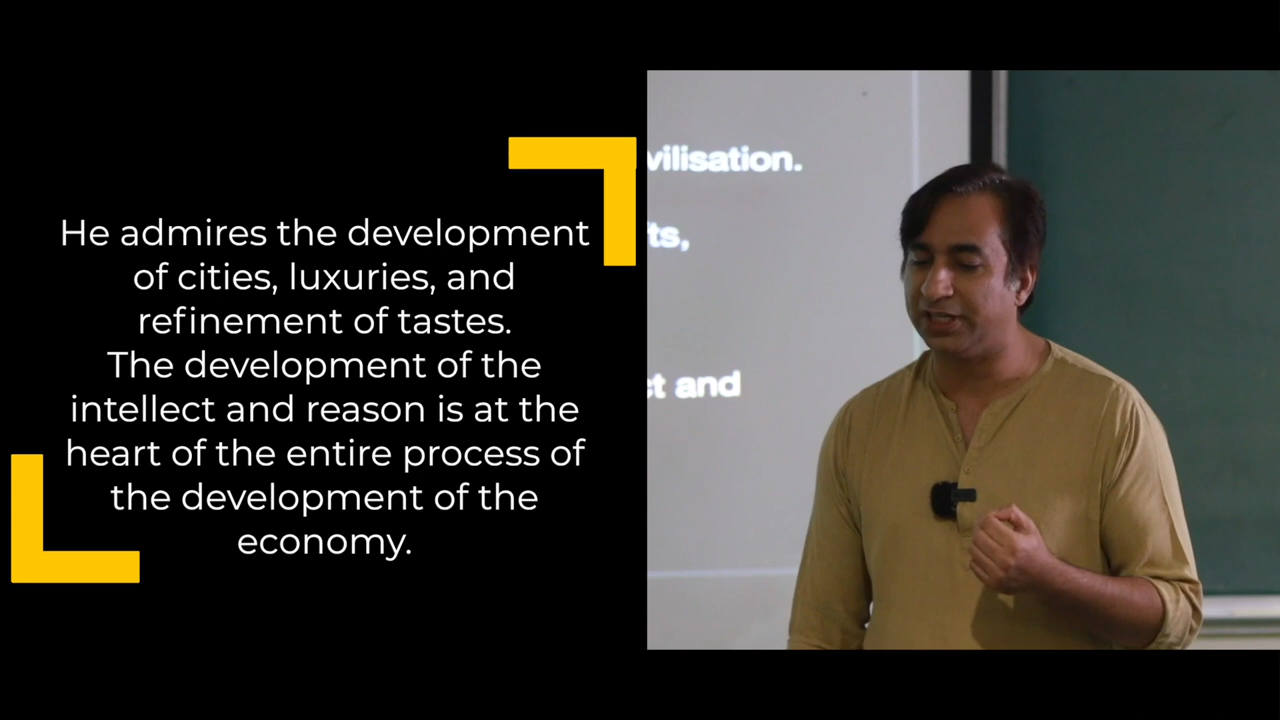 He admires the development
of cities, luxuries, and
refinement of tastes.
The development of the
intellect and reason is at the
heart of the entire process of
the development of the
economy.
vilisation.
ts,
ct and